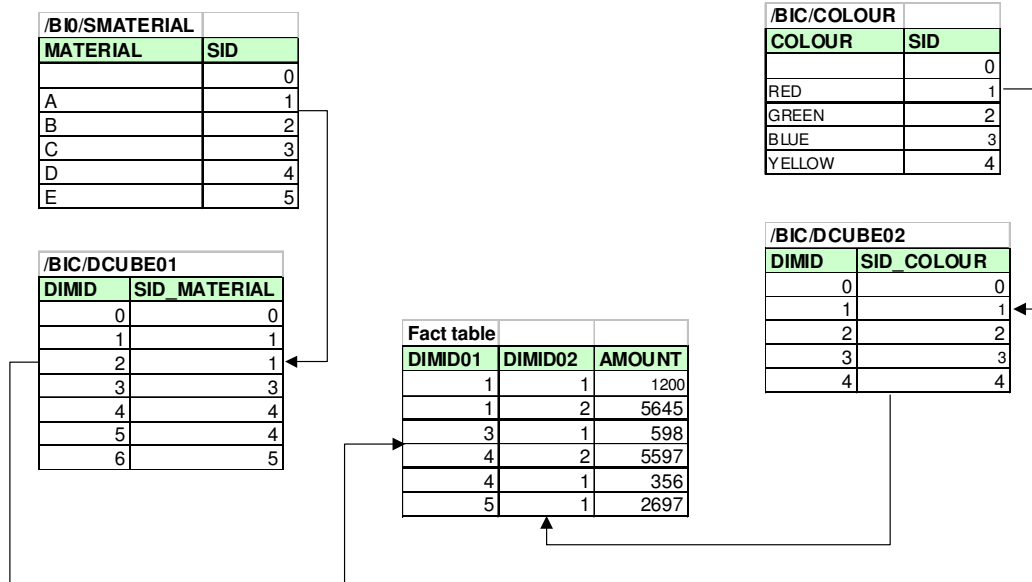 /BI0/SMATERIAL
MATERIAL SID
0
A 1
B 2
C 3
D 4
E 5
/BIC/COLOUR
COLOUR SID
0
RED 1
GREEN 2
BLUE 3
YELLOW 4
/BIC/DCUBE01
DIMID SID_MATERIAL
0 0
1 1
2 1
3 3
4 4
5 4
6 5
Fact table
DIMID01 DIMID02 AMOUNT
1 1 1200
1 2 5645
3 1 598
4 2 5597
4 1 356
5 1 2697
/BIC/DCUBE02
DIMID SID_COLOUR
0 0
1 1
2 2
3 3
4 4